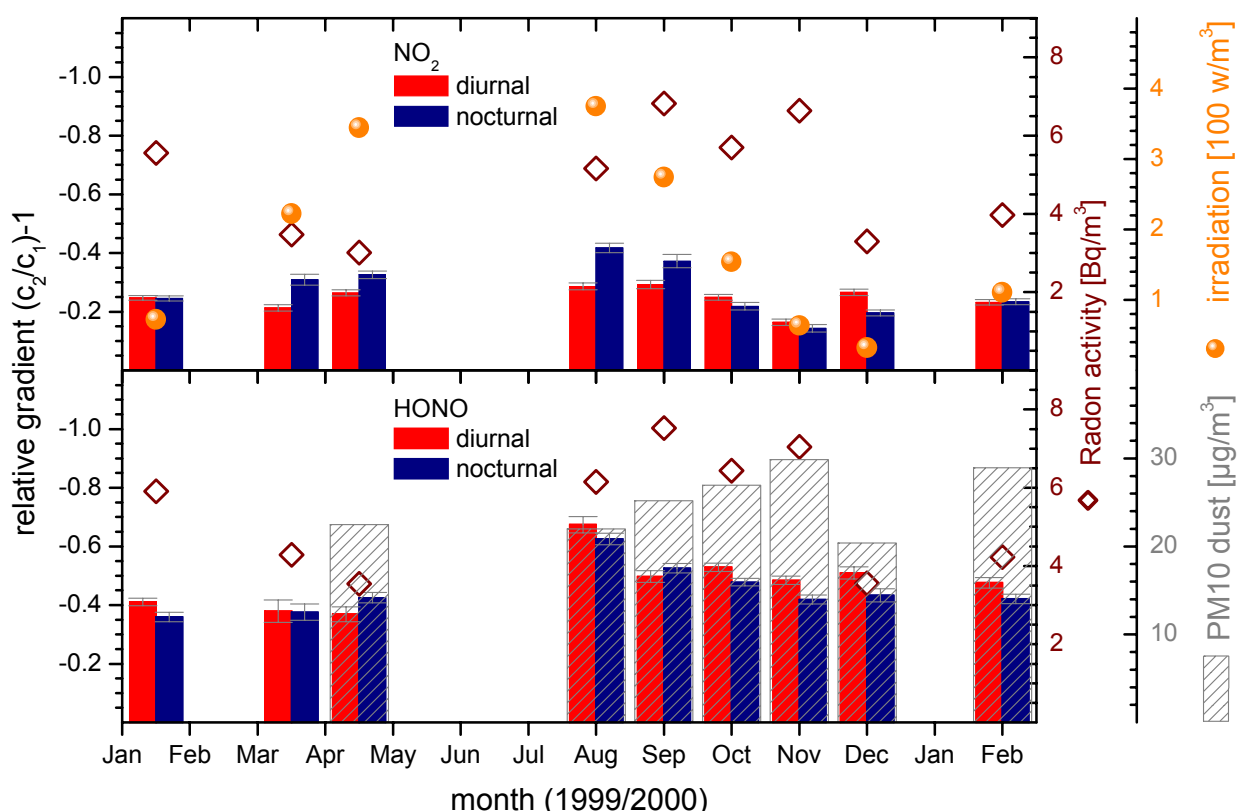 relative gradient (c₂/c₁)-1
-1.0
-0.8
-0.6
-0.4
-0.2
NO₂
diurnal
nocturnal
8
6
4
2
-1.0
-0.8
-0.6
-0.4
-0.2
HONO
diurnal
nocturnal
8
6
4
2
Radon activity [Bq/m³]
4
3
2
1
irradiation [100 w/m³]
30
20
10
PM10 dust [µg/m³]
Jan Feb Mar Apr May Jun Jul Aug Sep Oct Nov Dec Jan Feb
month (1999/2000)